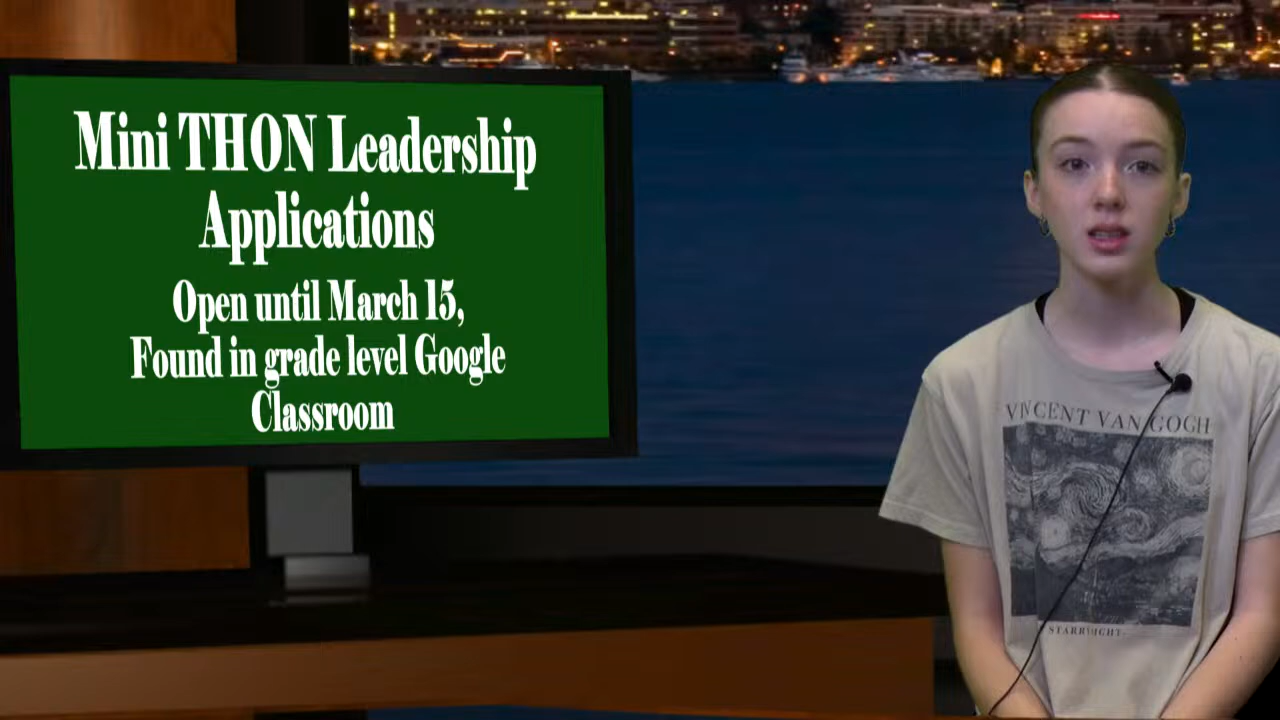 Mini THON Leadership
Applications
Open until March 15,
Found in grade level Google
Classroom
VINCENT VAN GOGH
STARRY NIGHT